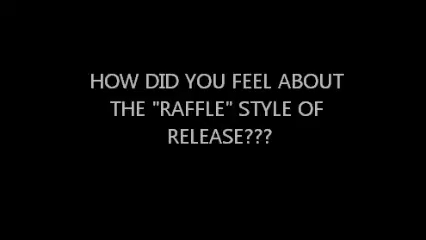 HOW DID YOU FEEL ABOUT
THE "RAFFLE" STYLE OF
RELEASE???